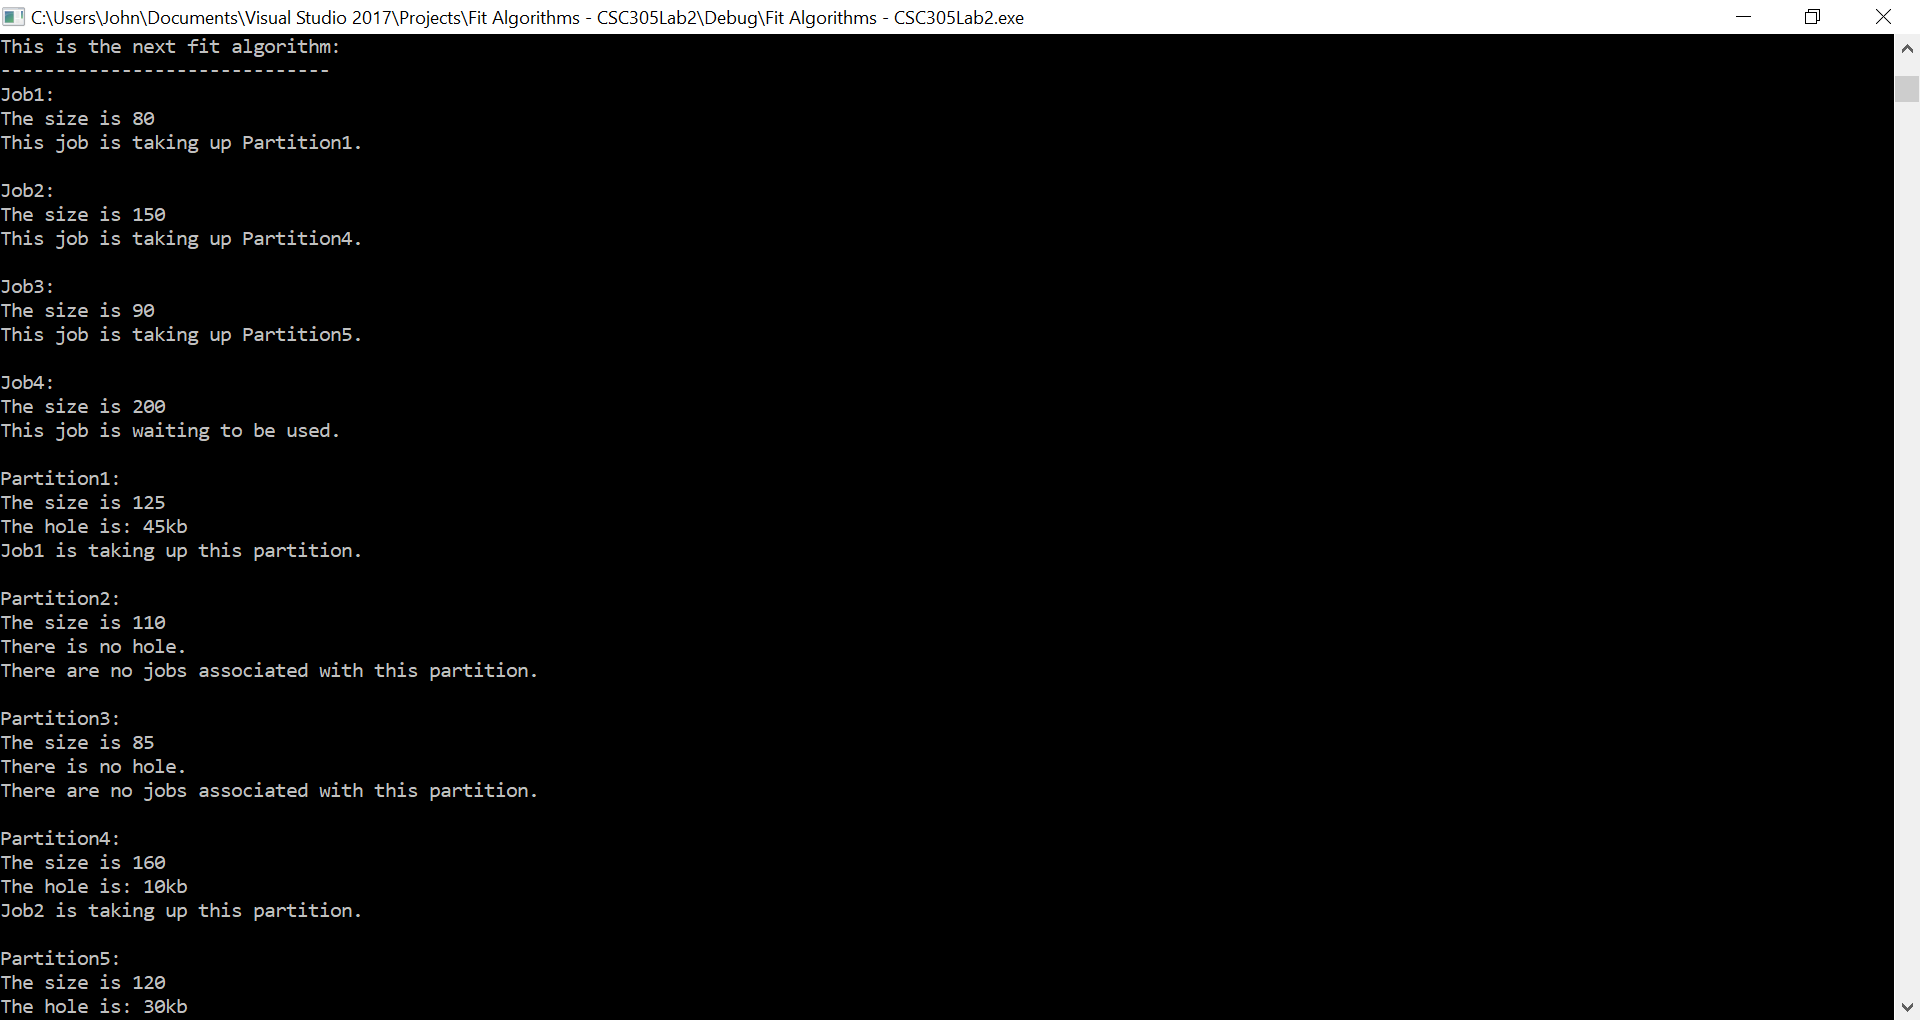 C:\Users\John\Documents\Visual Studio 2017\Projects\Fit Algorithms - CSC305Lab2\Debug\Fit Algorithms - CSC305Lab2.exe
This is the next fit algorithm:
------------------------------
Job1:
The size is 80
This job is taking up Partition1.
Job2:
The size is 150
This job is taking up Partition4.
Job3:
The size is 90
This job is taking up Partition5.
Job4:
The size is 200
This job is waiting to be used.
Partition1:
The size is 125
The hole is: 45kb
Job1 is taking up this partition.
Partition2:
The size is 110
There is no hole.
There are no jobs associated with this partition.
Partition3:
The size is 85
There is no hole.
There are no jobs associated with this partition.
Partition4:
The size is 160
The hole is: 10kb
Job2 is taking up this partition.
Partition5:
The size is 120
The hole is: 30kb